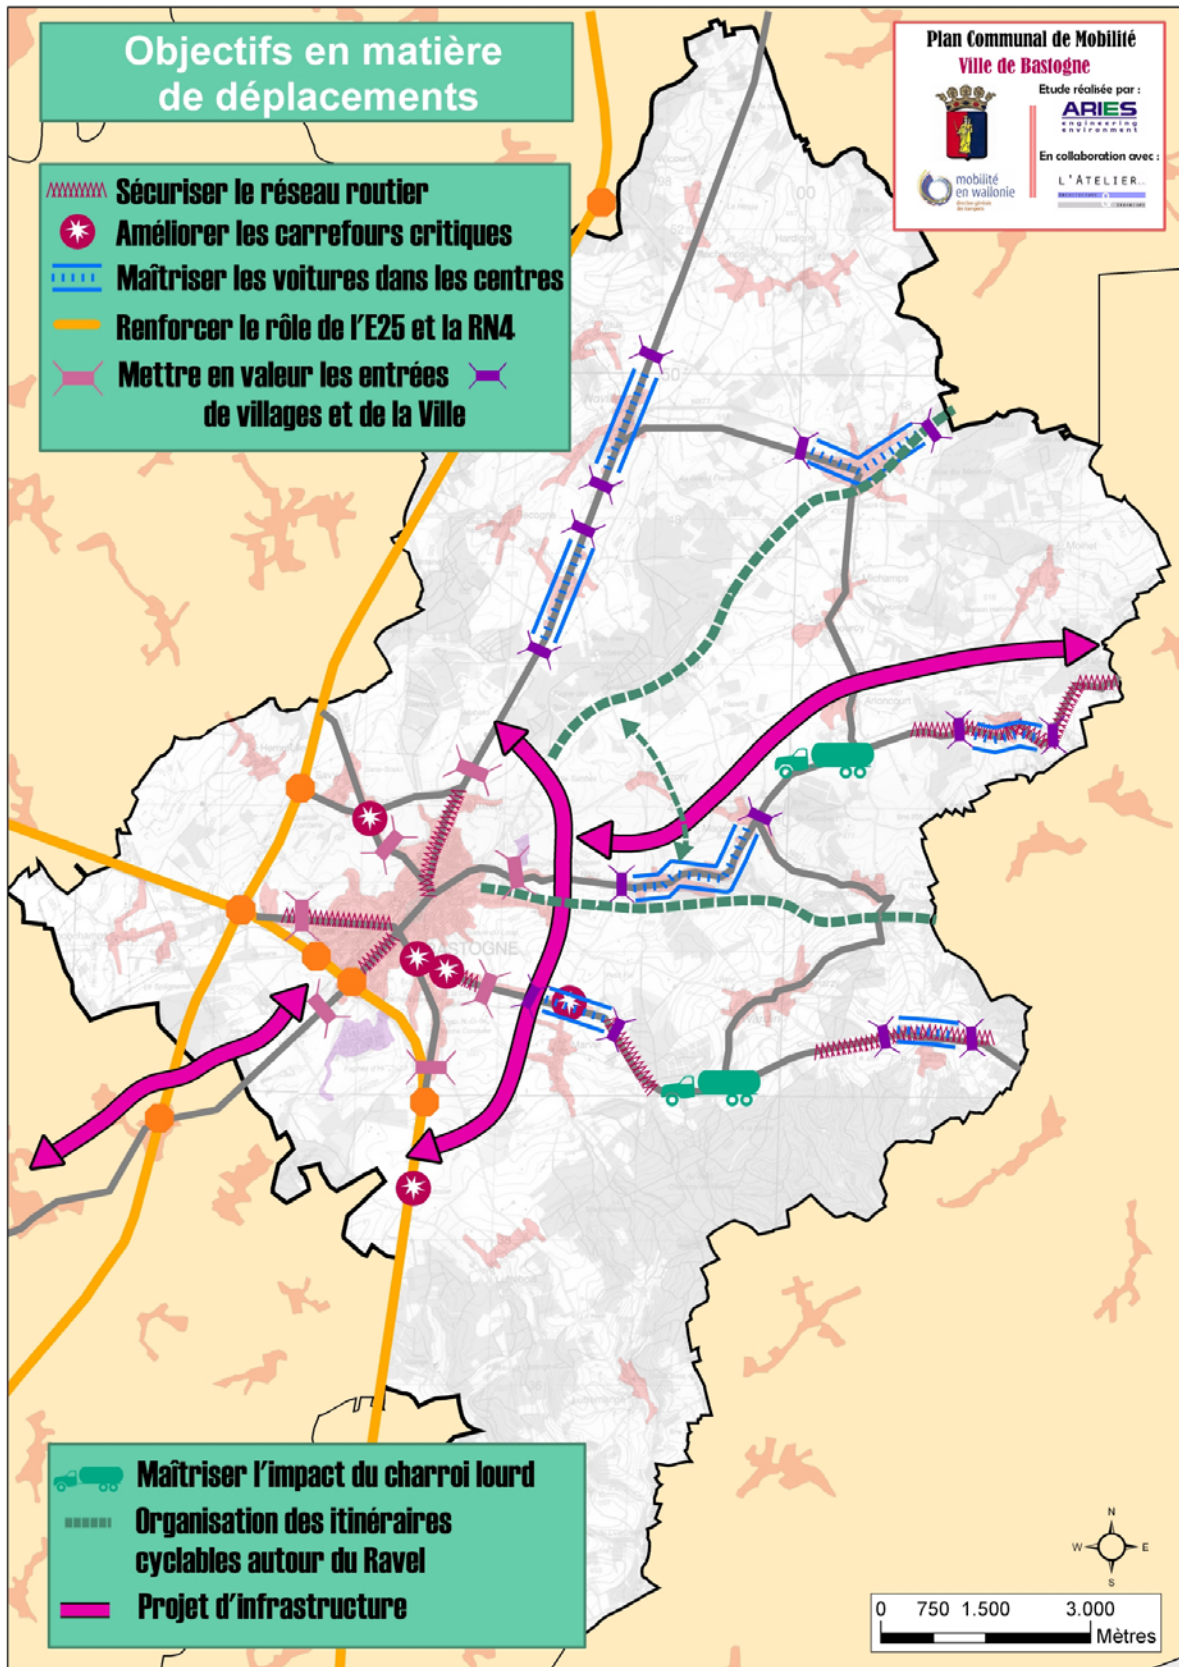 Objectifs en matière
de déplacements
Plan Communal de Mobilité
Ville de Bastogne
Etude réalisée par :
ARIES
engineering
environment
En collaboration avec :
mobilité
en wallonie
L'ATELIER
Sécuriser le réseau routier
Améliorer les carrefours critiques
Maîtriser les voitures dans les centres
Renforcer le rôle de l'E25 et la RN4
Mettre en valeur les entrées
de villages et de la Ville
BASTOGNE
Maîtriser l'impact du charroi lourd
Organisation des itinéraires
cyclables autour du Ravel
Projet d'infrastructure
N
W E
S
0 750 1.500 3.000
Mètres